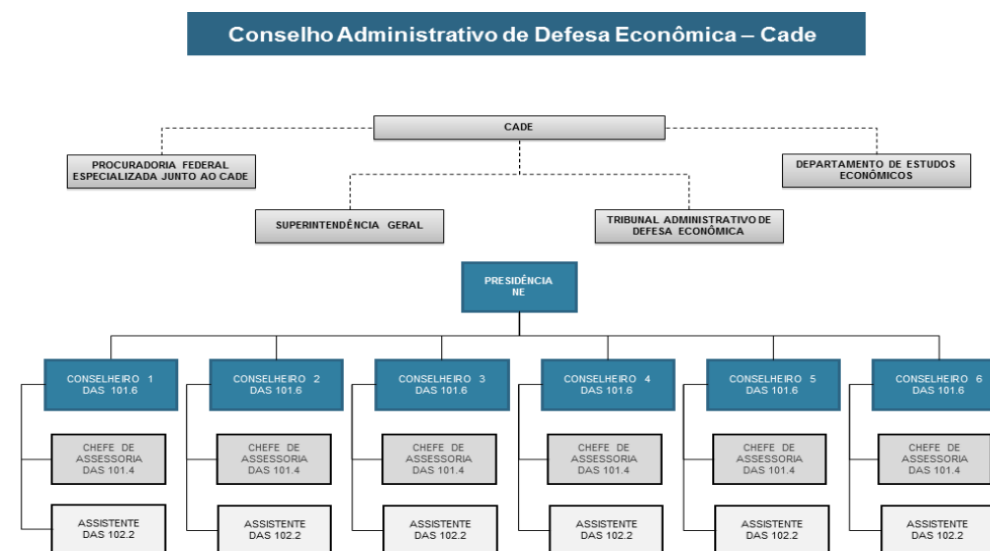 Conselho Administrativo de Defesa Econômica – Cade
CADE
PROCURADORIA FEDERAL
ESPECIALIZADA JUNTO AO CADE
DEPARTAMENTO DE ESTUDOS
ECONÔMICOS
SUPERINTENDÊNCIA GERAL
TRIBUNAL ADMINISTRATIVO DE
DEFESA ECONÔMICA
PRESIDÊNCIA
NE
CONSELHEIRO 1
DAS 101.6
CONSELHEIRO 2
DAS 101.6
CONSELHEIRO 3
DAS 101.6
CONSELHEIRO 4
DAS 101.6
CONSELHEIRO 5
DAS 101.6
CONSELHEIRO 6
DAS 101.6
CHEFE DE
ASSESSORIA
DAS 101.4
CHEFE DE
ASSESSORIA
DAS 101.4
CHEFE DE
ASSESSORIA
DAS 101.4
CHEFE DE
ASSESSORIA
DAS 101.4
CHEFE DE
ASSESSORIA
DAS 101.4
CHEFE DE
ASSESSORIA
DAS 101.4
ASSISTENTE
DAS 102.2
ASSISTENTE
DAS 102.2
ASSISTENTE
DAS 102.2
ASSISTENTE
DAS 102.2
ASSISTENTE
DAS 102.2
ASSISTENTE
DAS 102.2